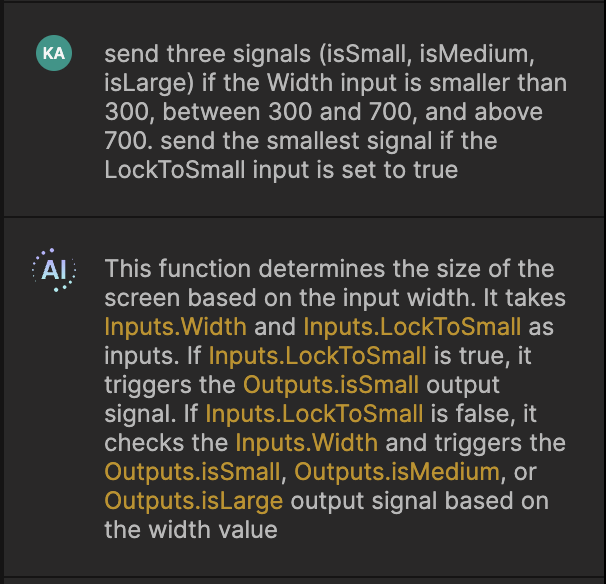 KA
send three signals (isSmall, isMedium,
isLarge) if the Width input is smaller than
300, between 300 and 700, and above
700. send the smallest signal if the
LockToSmall input is set to true
AI
This function determines the size of the
screen based on the input width. It takes
Inputs.Width and Inputs.LockToSmall as
inputs. If Inputs.LockToSmall is true, it
triggers the Outputs.isSmall output
signal. If Inputs.LockToSmall is false, it
checks the Inputs.Width and triggers the
Outputs.isSmall, Outputs.isMedium, or
Outputs.isLarge output signal based on
the width value